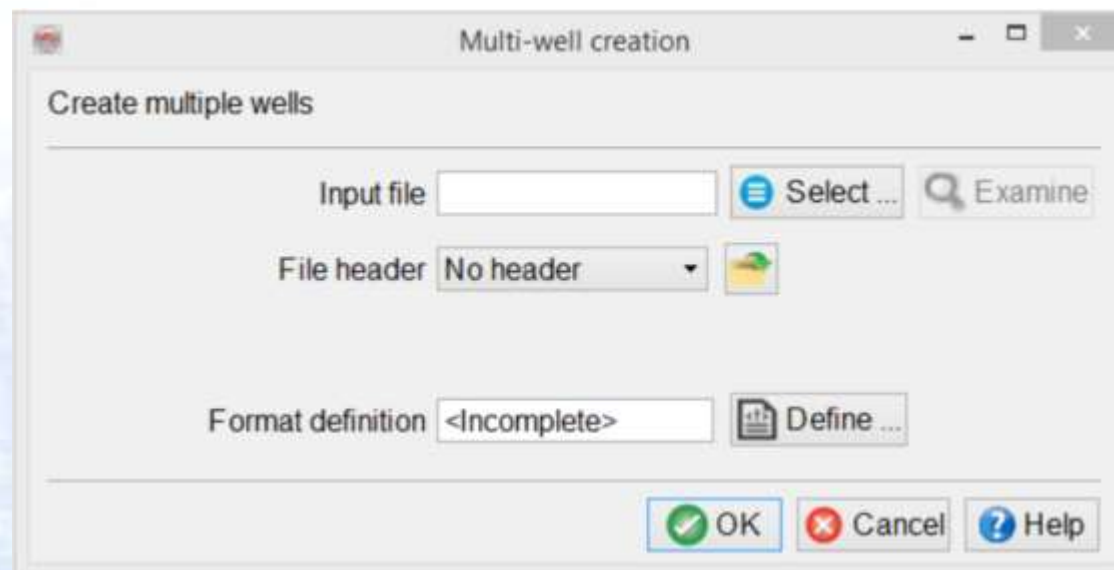 Multi-well creation
Create multiple wells
Input file Select ... Examine
File header No header
Format definition <Incomplete> Define ...
OK Cancel Help